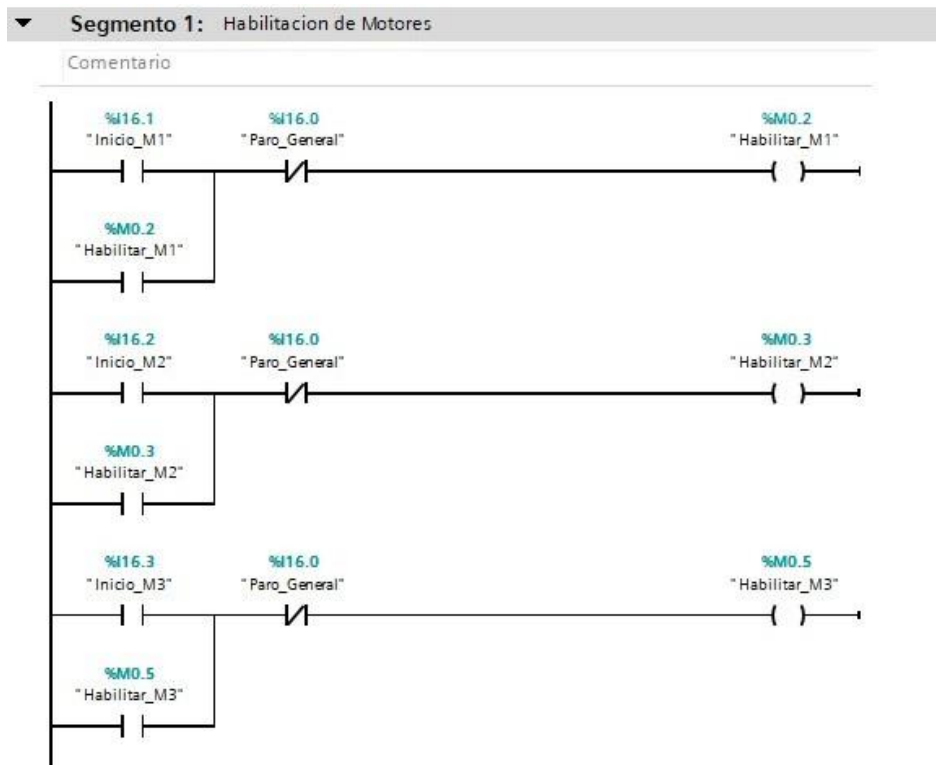 Segmento 1: Habilitacion de Motores
Comentario
%I16.1 %I16.0 %M0.2
"Inicio_M1" "Paro_General" "Habilitar_M1"
%M0.2
"Habilitar_M1"
%I16.2 %I16.0 %M0.3
"Inicio_M2" "Paro_General" "Habilitar_M2"
%M0.3
"Habilitar_M2"
%I16.3 %I16.0 %M0.5
"Inicio_M3" "Paro_General" "Habilitar_M3"
%M0.5
"Habilitar_M3"